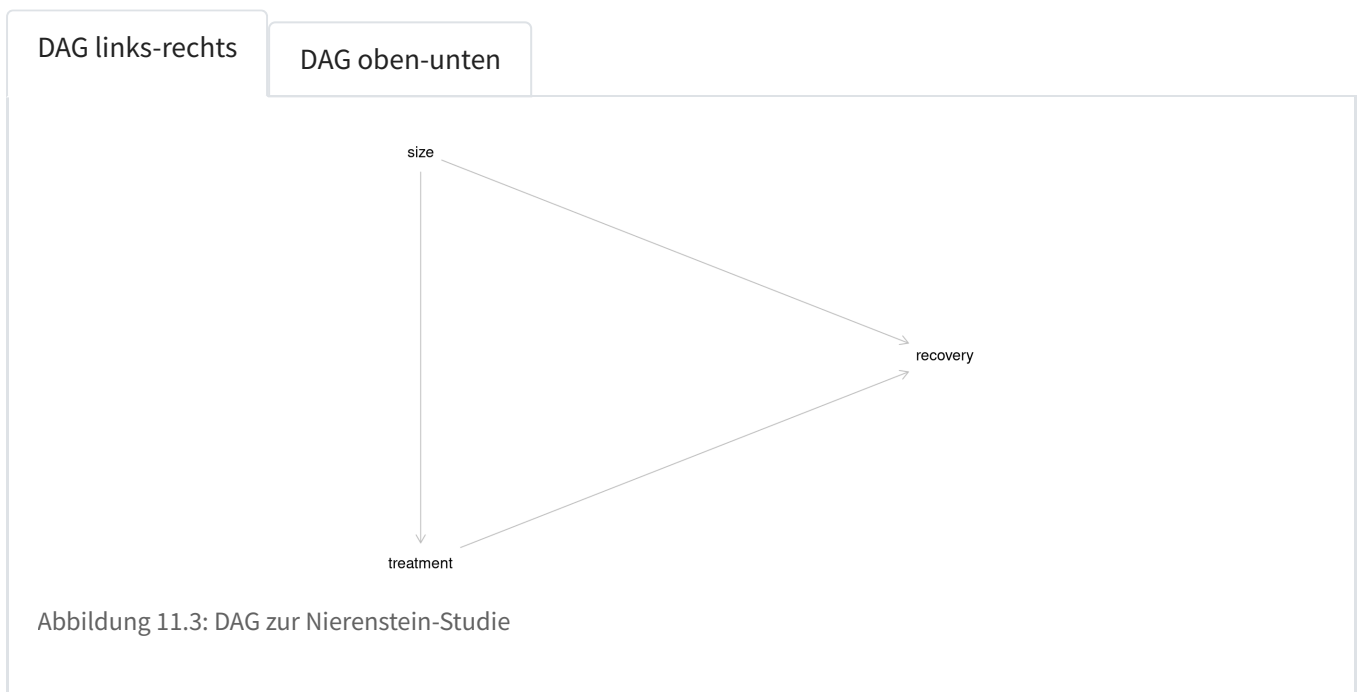 DAG links-rechts
DAG oben-unten
size
recovery
treatment
Abbildung 11.3: DAG zur Nierenstein-Studie